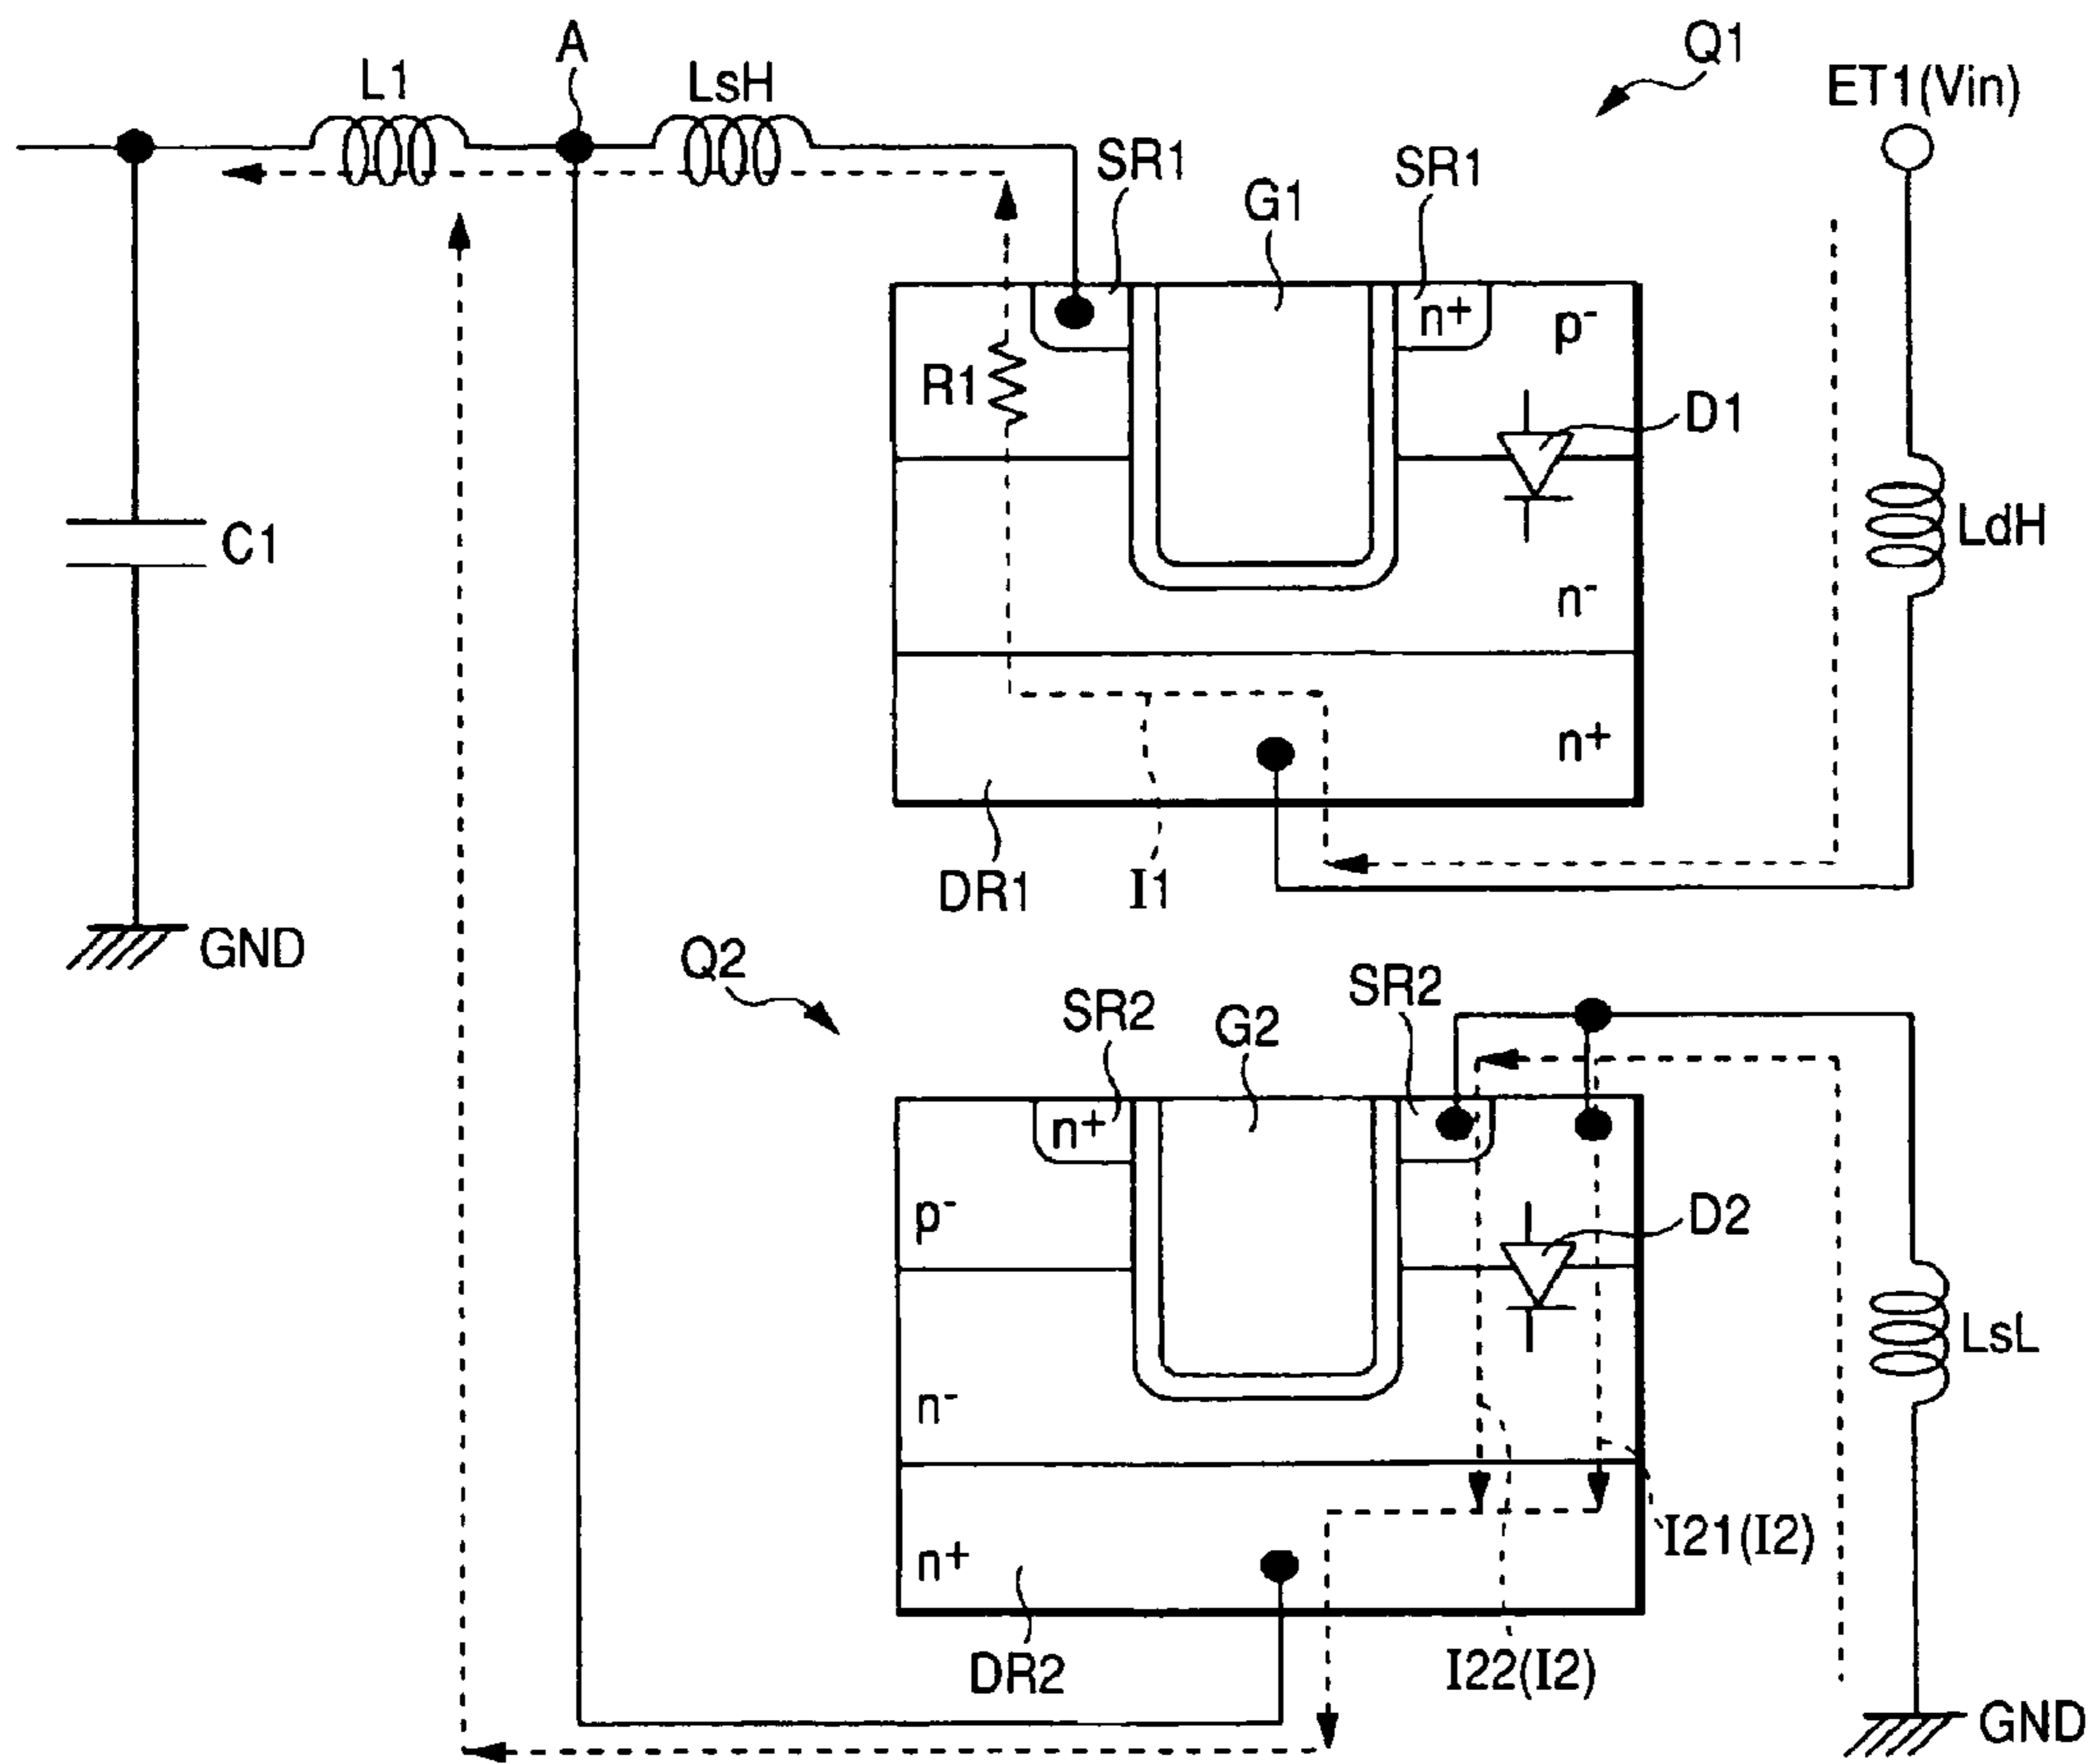 A
Q1
L1
LsH
ET1(Vin)
SR1
SR1
G1
n+
p-
R1
D1
C1
LdH
n-
n+
DR1
I1
GND
Q2
SR2
SR2
G2
n+
p-
D2
LsL
n-
I21(I2)
n+
DR2
I22(I2)
GND